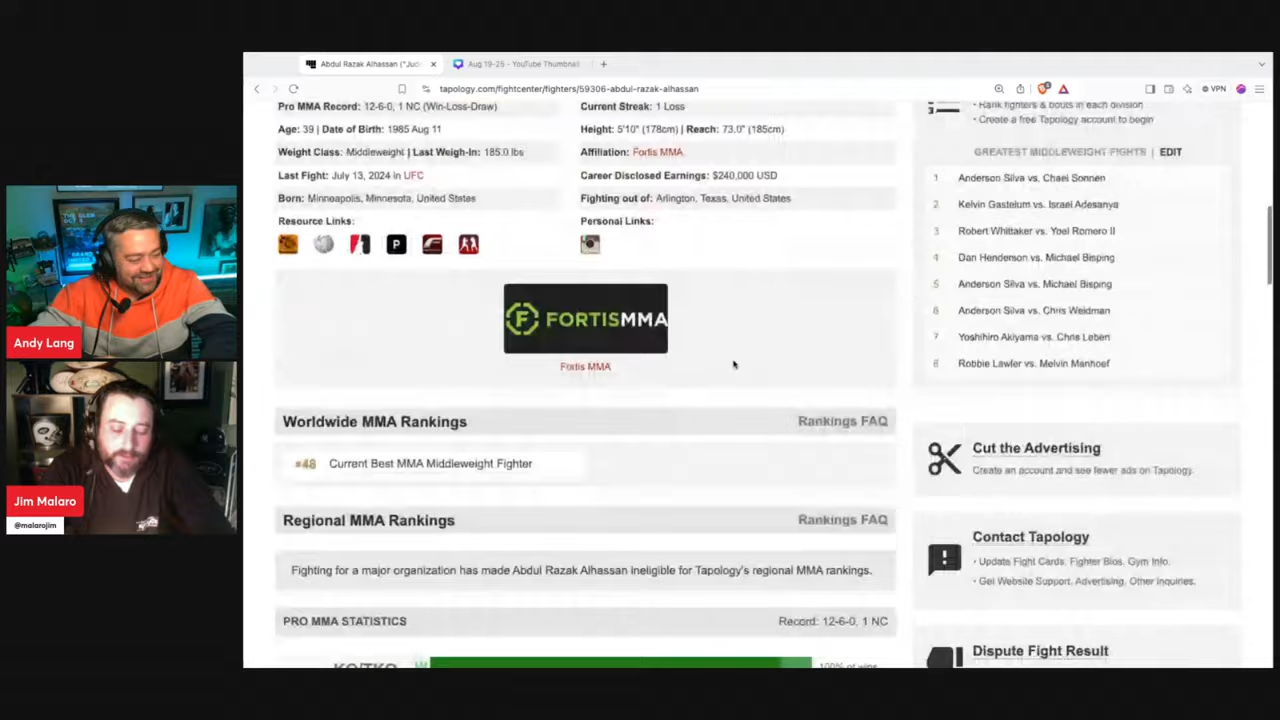 Abdul Razak Alhassan ("Jud
Aug 19-25 - YouTube Thumbnail
tapology.com/fightcenter/fighters/59306-abdul-razak-alhassan
VPN
Pro MMA Record: 12-6-0, 1 NC (Win-Loss-Draw)
Current Streak: 1 Loss
Age: 39 | Date of Birth: 1985 Aug 11
Height: 5'10" (178cm) | Reach: 73.0" (185cm)
Weight Class: Middleweight | Last Weigh-In: 185.0 lbs
Affiliation: Fortis MMA
Last Fight: July 13, 2024 in UFC
Career Disclosed Earnings: $240,000 USD
Born: Minneapolis, Minnesota, United States
Fighting out of: Arlington, Texas, United States
Resource Links:
Personal Links:
P
F FORTISMMA
Fortis MMA
Worldwide MMA Rankings
Rankings FAQ
#48 Current Best MMA Middleweight Fighter
Regional MMA Rankings
Rankings FAQ
Fighting for a major organization has made Abdul Razak Alhassan ineligible for Tapology's regional MMA rankings.
PRO MMA STATISTICS
Record: 12-6-0, 1 NC
KO/TKO
100% of wins
• Rank fighters & bouts in each division
• Create a free Tapology account to begin
GREATEST MIDDLEWEIGHT FIGHTS | EDIT
1 Anderson Silva vs. Chael Sonnen
2 Kelvin Gastelum vs. Israel Adesanya
3 Robert Whittaker vs. Yoel Romero II
4 Dan Henderson vs. Michael Bisping
5 Anderson Silva vs. Michael Bisping
6 Anderson Silva vs. Chris Weidman
7 Yoshihiro Akiyama vs. Chris Leben
8 Robbie Lawler vs. Melvin Manhoef
Cut the Advertising
Create an account and see fewer ads on Tapology.
Contact Tapology
• Update Fight Cards, Fighter Bios, Gym Info.
• Get Website Support, Advertising, Other Inquiries.
Dispute Fight Result
Andy Lang
Jim Malaro
@malarojim